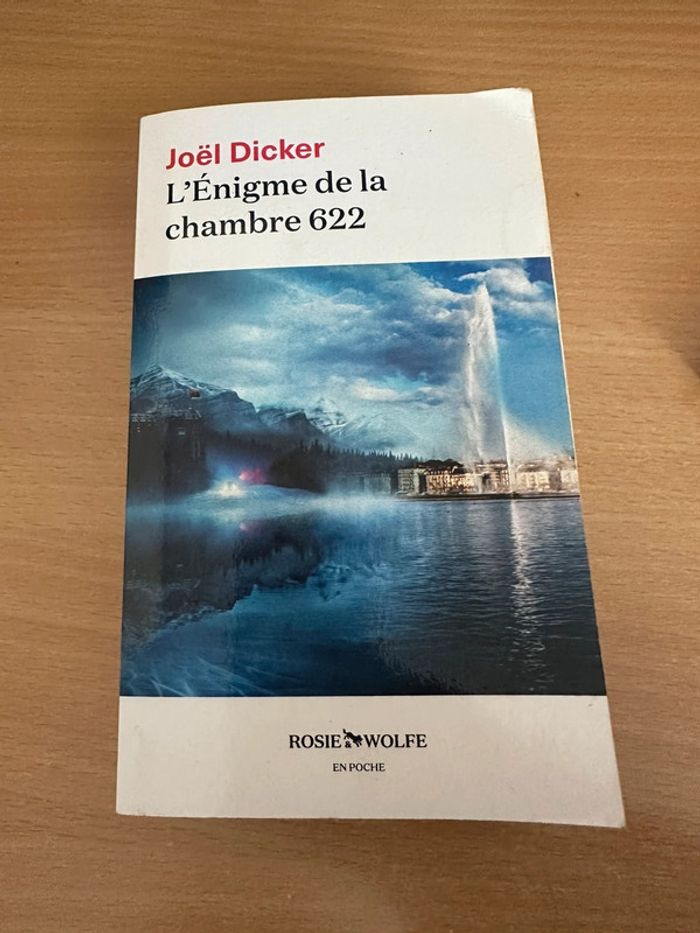 Joël Dicker
L'Énigme de la
chambre 622
ROSIE & WOLFE
EN POCHE